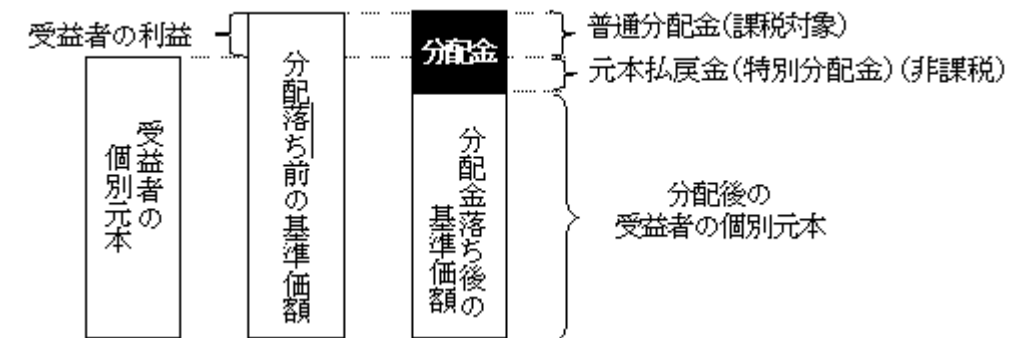 受益者の利益
受益者の
個別元本
分配落ち前の基準価額
分配金
分配金落ち後の
基準価額
普通分配金(課税対象)
元本払戻金(特別分配金)(非課税)
分配後の
受益者の個別元本